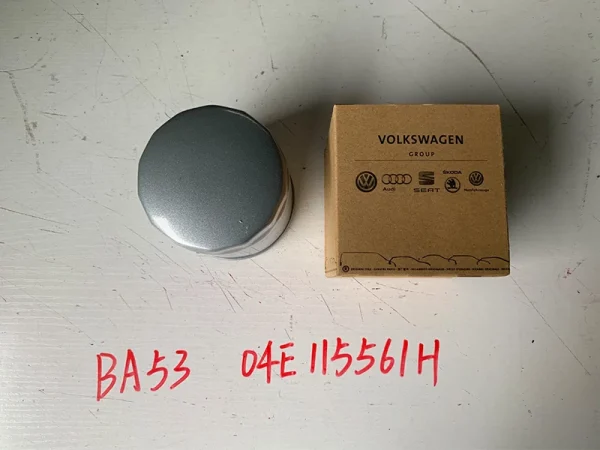 VOLKSWAGEN
GROUP
Audi SEAT ŠKODA
BA53 04E115561H